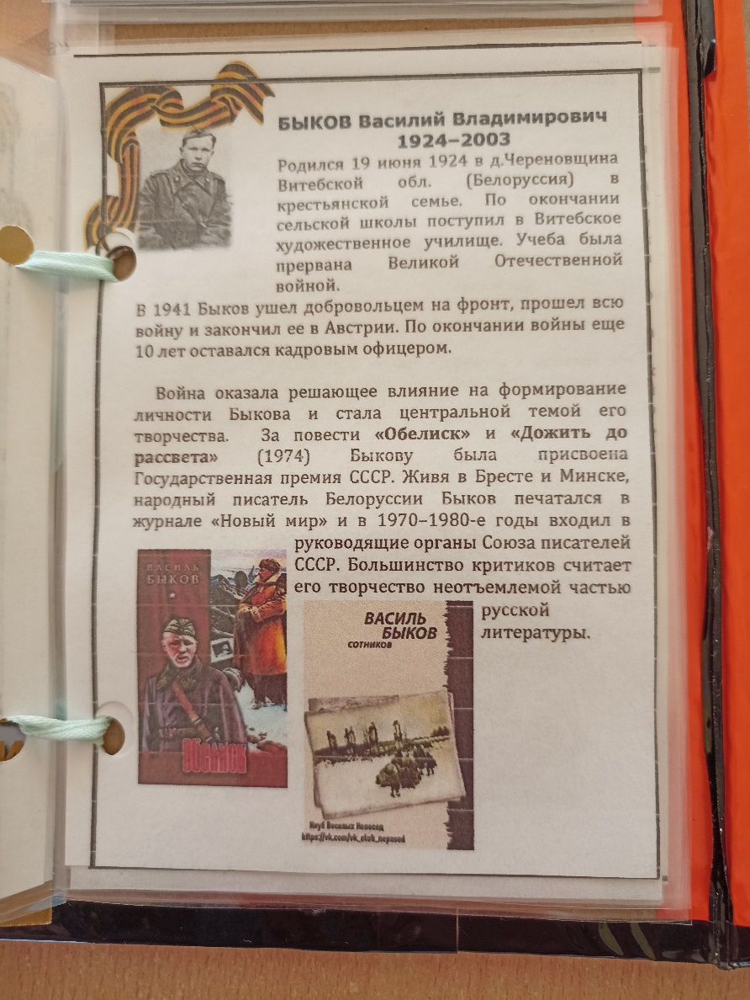 БЫКОВ Василий Владимирович
1924–2003
Родился 19 июня 1924 в д.Череновщина
Витебской обл. (Белоруссия) в
крестьянской семье. По окончании
сельской школы поступил в Витебское
художественное училище. Учеба была
прервана Великой Отечественной
войной.
В 1941 Быков ушел добровольцем на фронт, прошел всю
войну и закончил ее в Австрии. По окончании войны еще
10 лет оставался кадровым офицером.
Война оказала решающее влияние на формирование
личности Быкова и стала центральной темой его
творчества. За повести «Обелиск» и «Дожить до
рассвета» (1974) Быкову была присвоена
Государственная премия СССР. Живя в Бресте и Минске,
народный писатель Белоруссии Быков печатался в
журнале «Новый мир» и в 1970–1980-е годы входил в
руководящие органы Союза писателей
СССР. Большинство критиков считает
его творчество неотъемлемой частью
русской
литературы.
ВАСИЛЬ
БЫКОВ
Обелиск
ВАСИЛЬ
БЫКОВ
СОТНИКОВ
Клуб Веселых Непосед
https://vk.com/vk_club_neposed